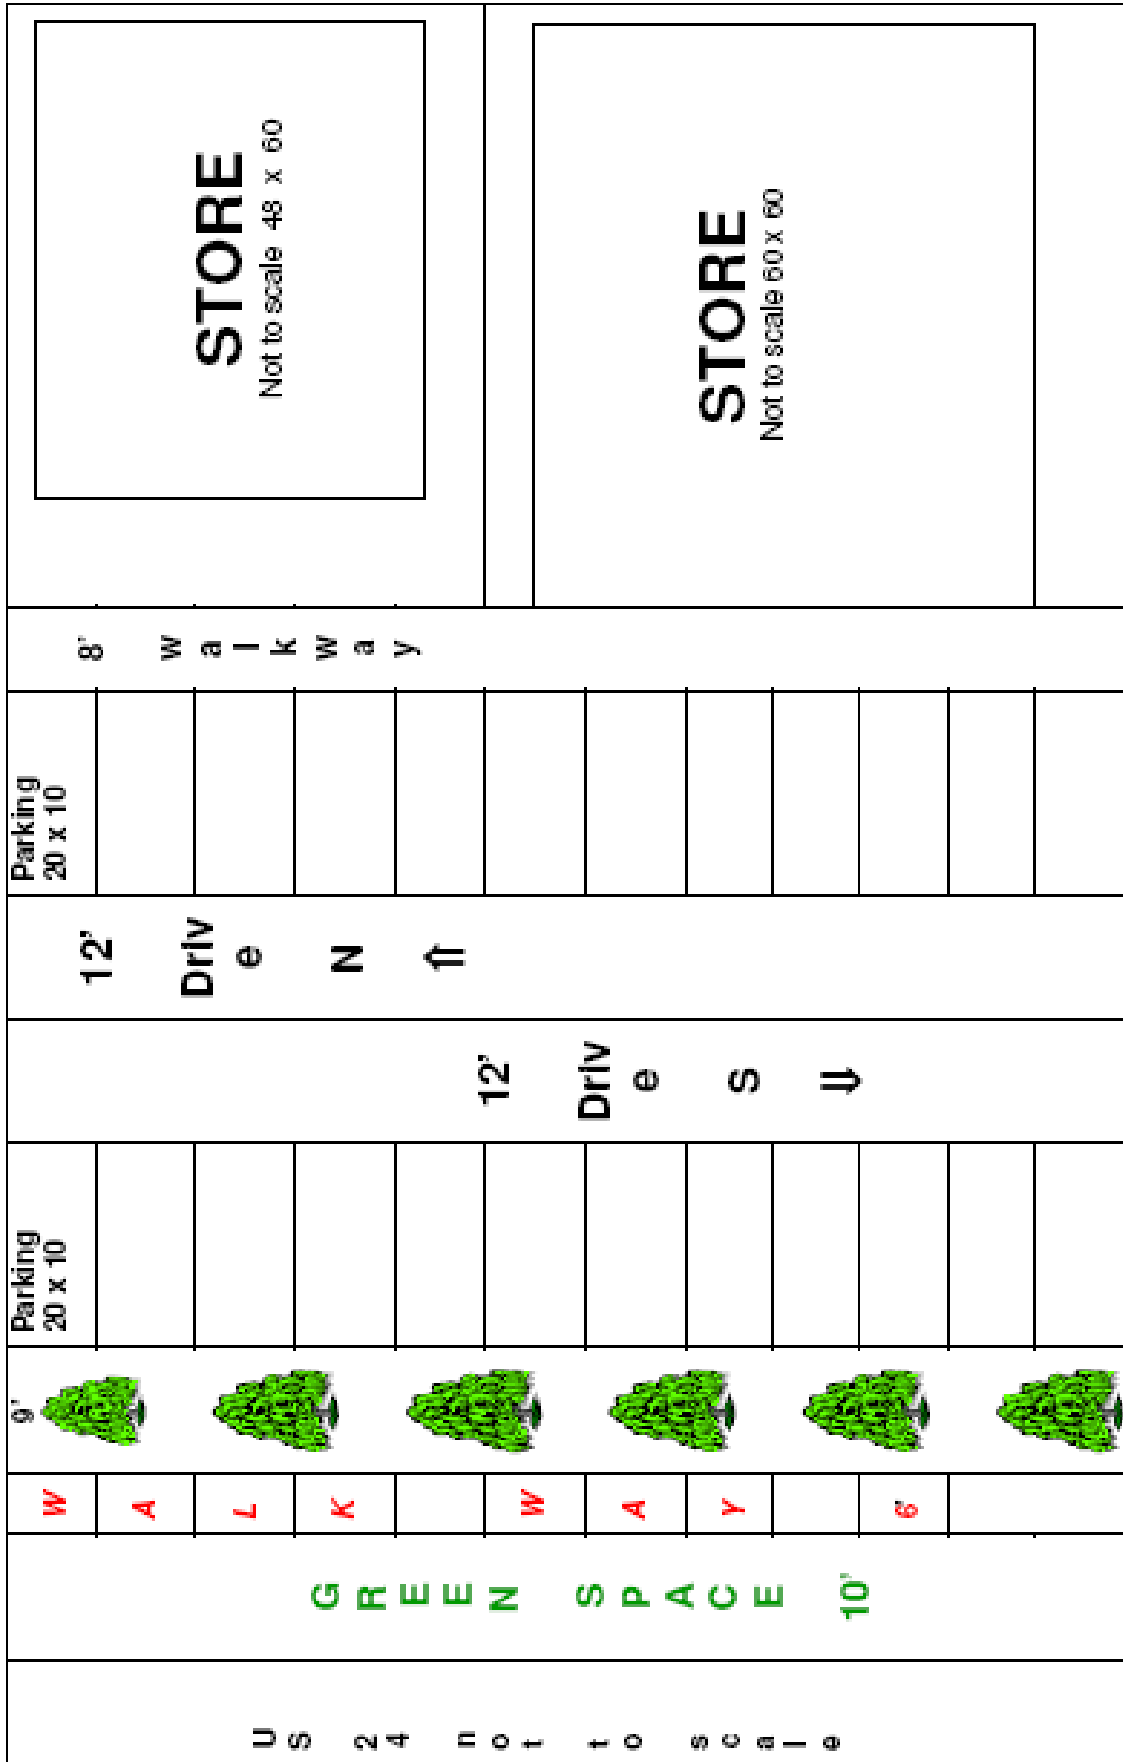 STORE
Not to scale 48 x 60
STORE
Not to scale 60 x 60
8' walkway
Parking
20 x 10
12' Drive N ⇑
12' Drive S ⇓
Parking
20 x 10
9'
WALK WAY 6'
GREEN SPACE 10'
US 24 not to scale